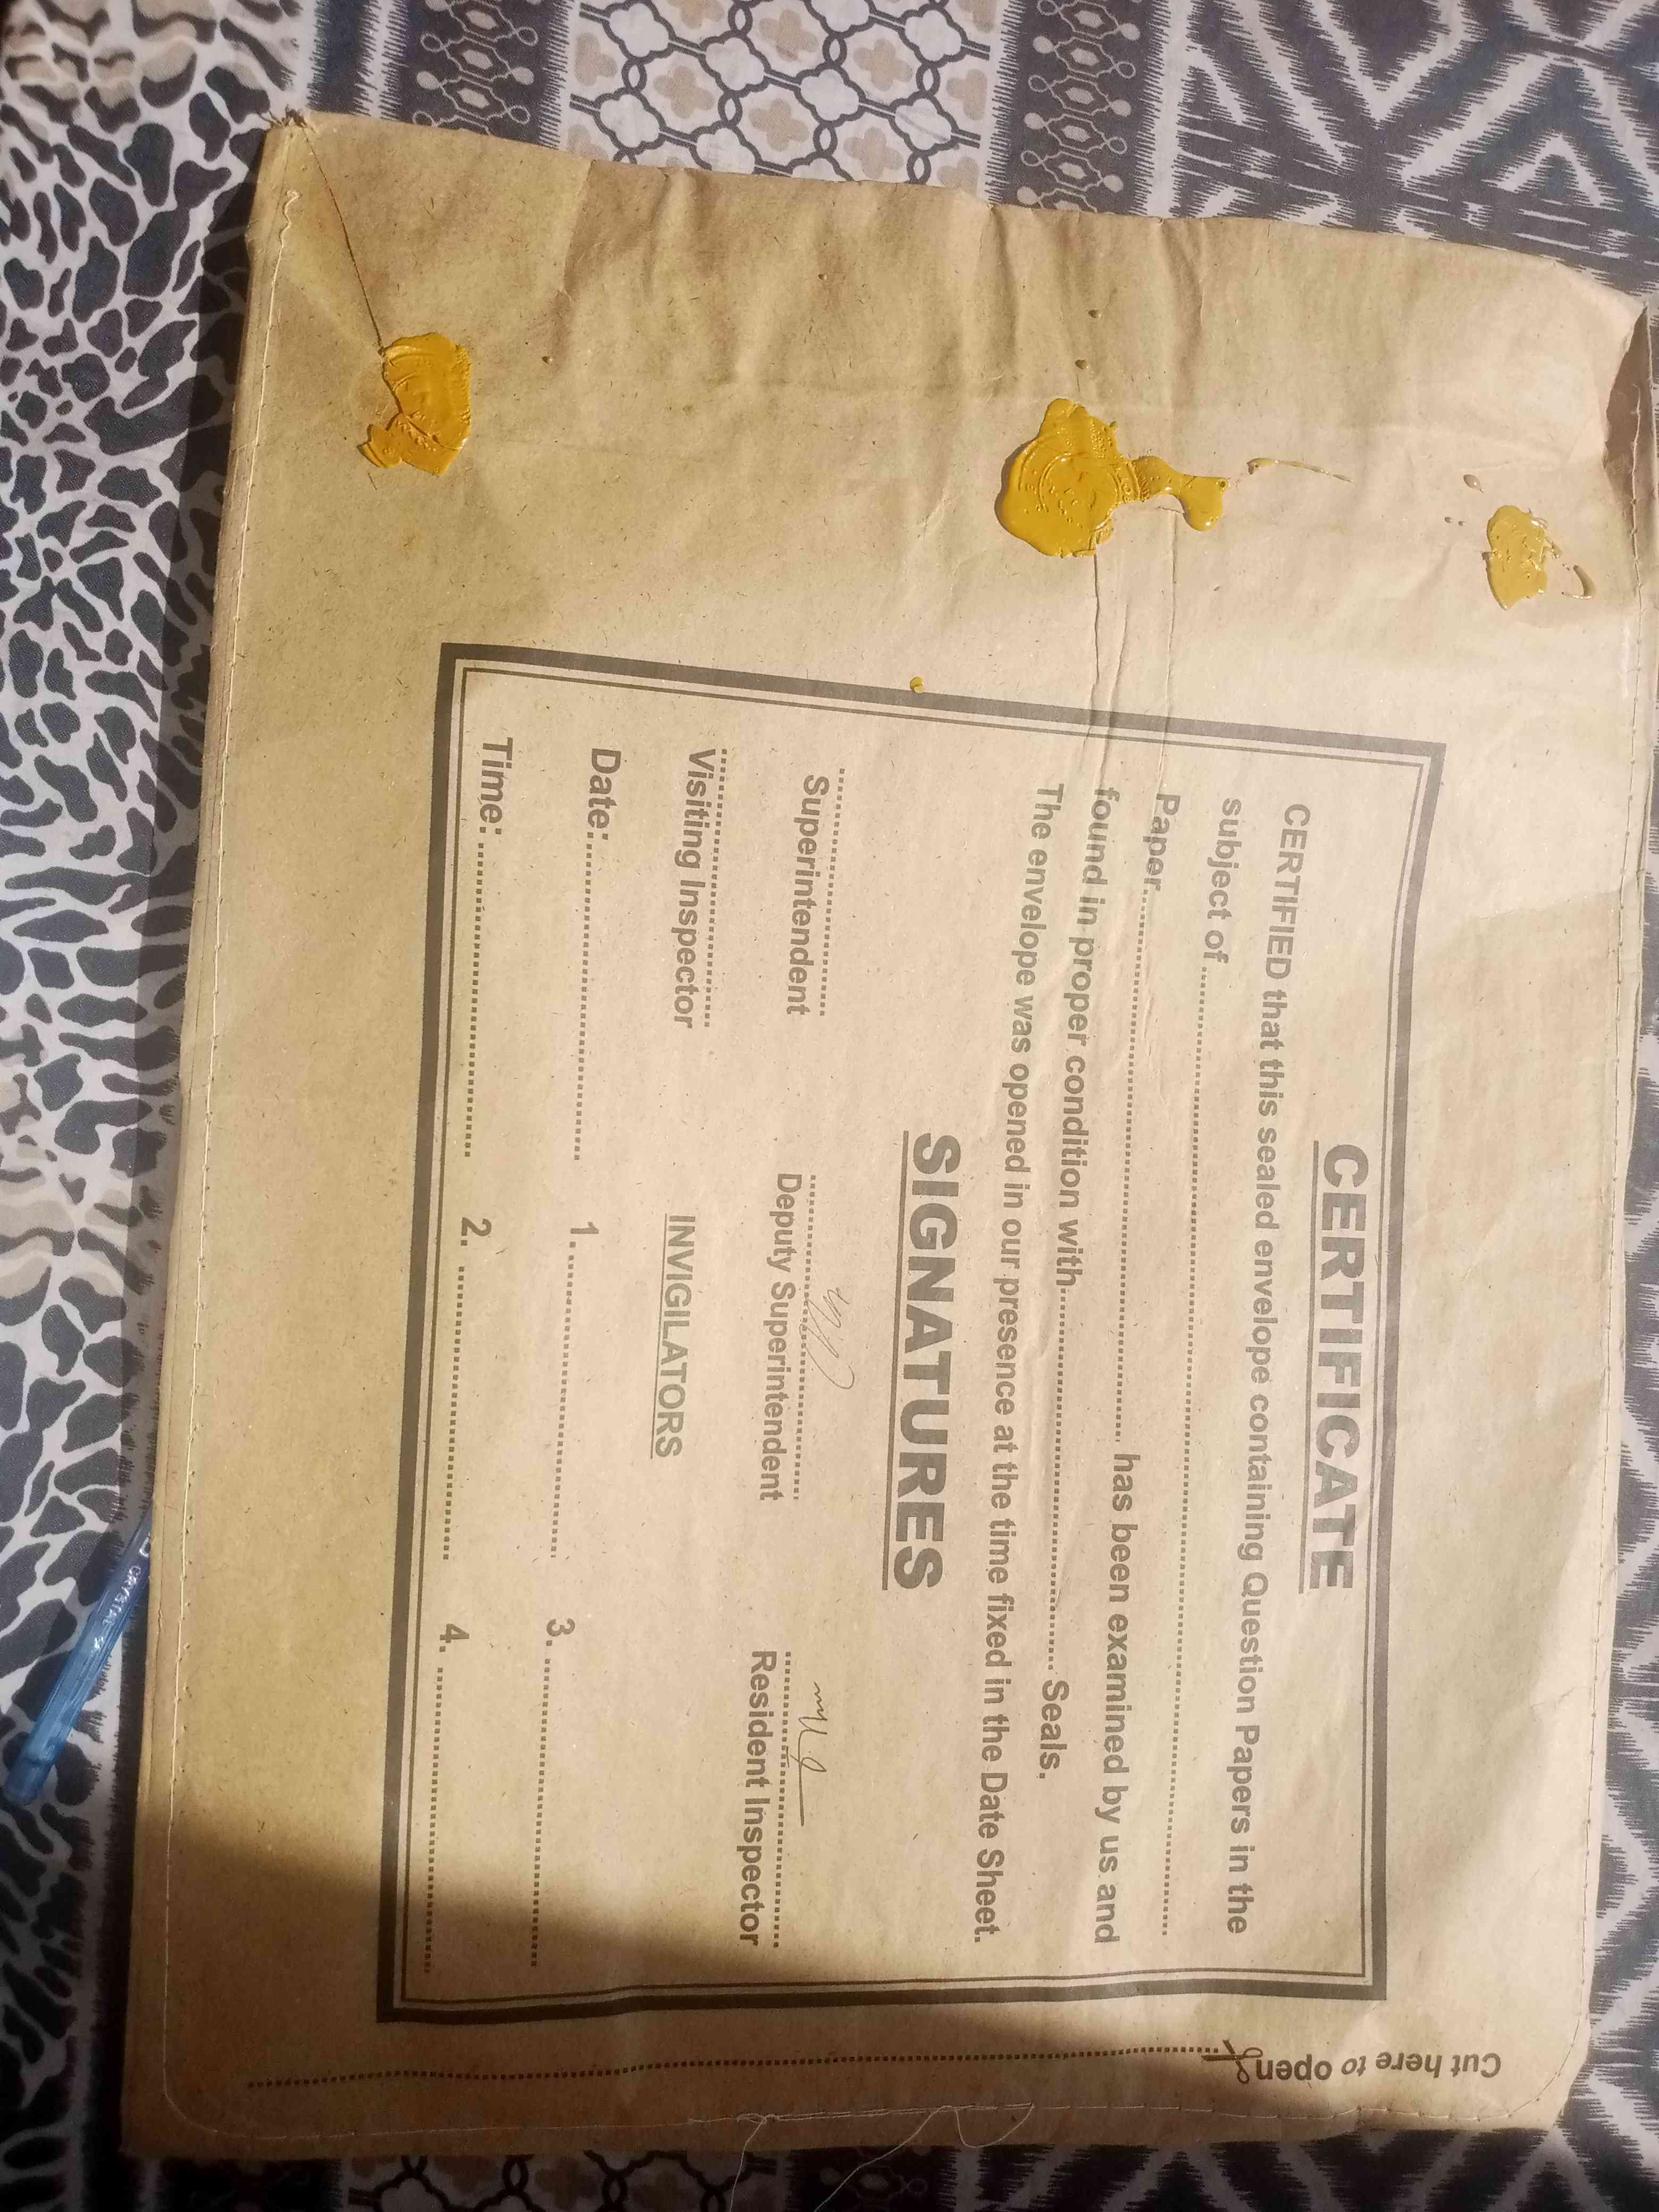 CERTIFICATE
CERTIFIED that this sealed envelope containing Question Papers in the
subject of..........................................................................................
Paper............................................................ has been examined by us and
found in proper condition with............................................ Seals.
The envelope was opened in our presence at the time fixed in the Date Sheet.
SIGNATURES
Superintendent Deputy Superintendent Resident Inspector
Visiting Inspector
INVIGILATORS
Date:.................................... 1. .................................... 3. ....................................
Time: .................................... 2. .................................... 4. ....................................
Cut here to open
CRYSTAL